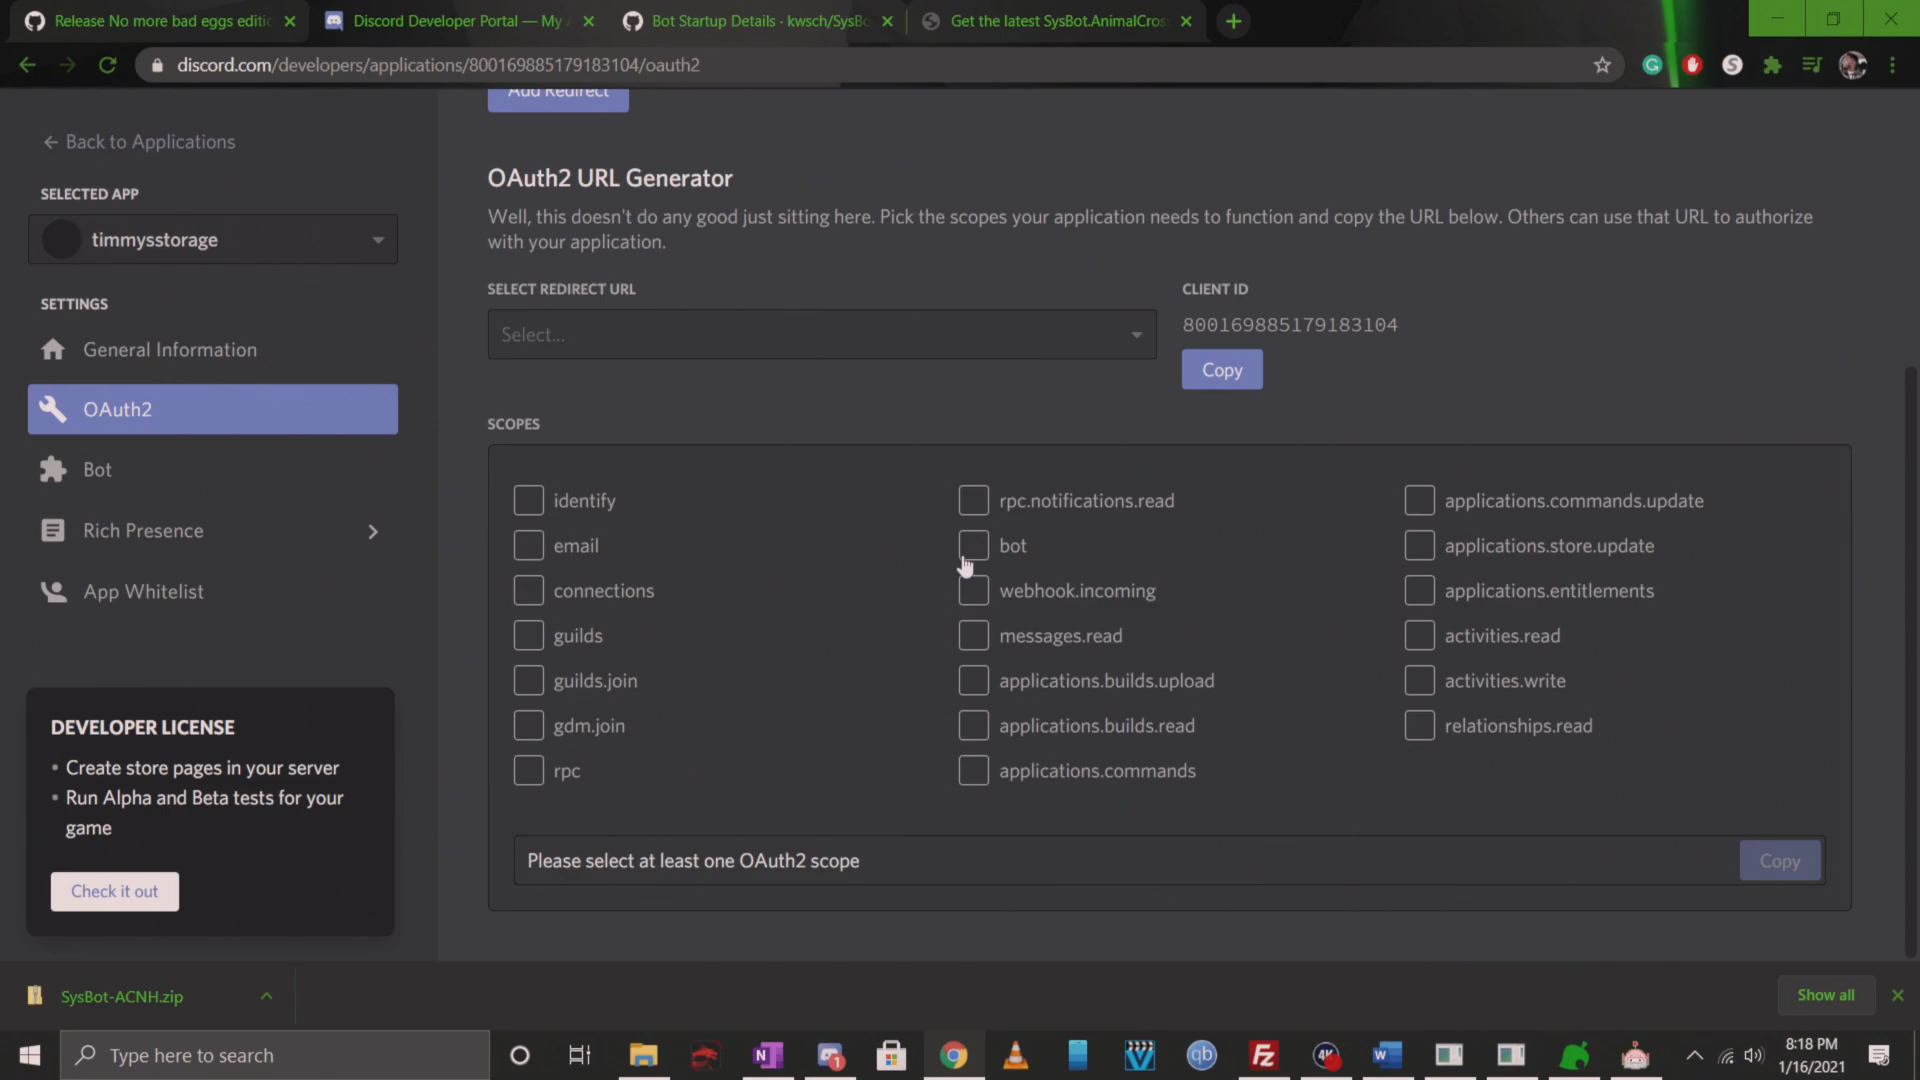 Release No more bad eggs editic
Discord Developer Portal — My A
Bot Startup Details · kwsch/SysBo
Get the latest SysBot.AnimalCross
discord.com/developers/applications/800169885179183104/oauth2
Add Redirect
← Back to Applications
SELECTED APP
timmysstorage
SETTINGS
General Information
OAuth2
Bot
Rich Presence
App Whitelist
DEVELOPER LICENSE
• Create store pages in your server
• Run Alpha and Beta tests for your
game
Check it out
OAuth2 URL Generator
Well, this doesn't do any good just sitting here. Pick the scopes your application needs to function and copy the URL below. Others can use that URL to authorize
with your application.
SELECT REDIRECT URL
Select...
CLIENT ID
800169885179183104
Copy
SCOPES
identify
email
connections
guilds
guilds.join
gdm.join
rpc
rpc.notifications.read
bot
webhook.incoming
messages.read
applications.builds.upload
applications.builds.read
applications.commands
applications.commands.update
applications.store.update
applications.entitlements
activities.read
activities.write
relationships.read
Please select at least one OAuth2 scope
Copy
SysBot-ACNH.zip
Show all
Type here to search
8:18 PM
1/16/2021